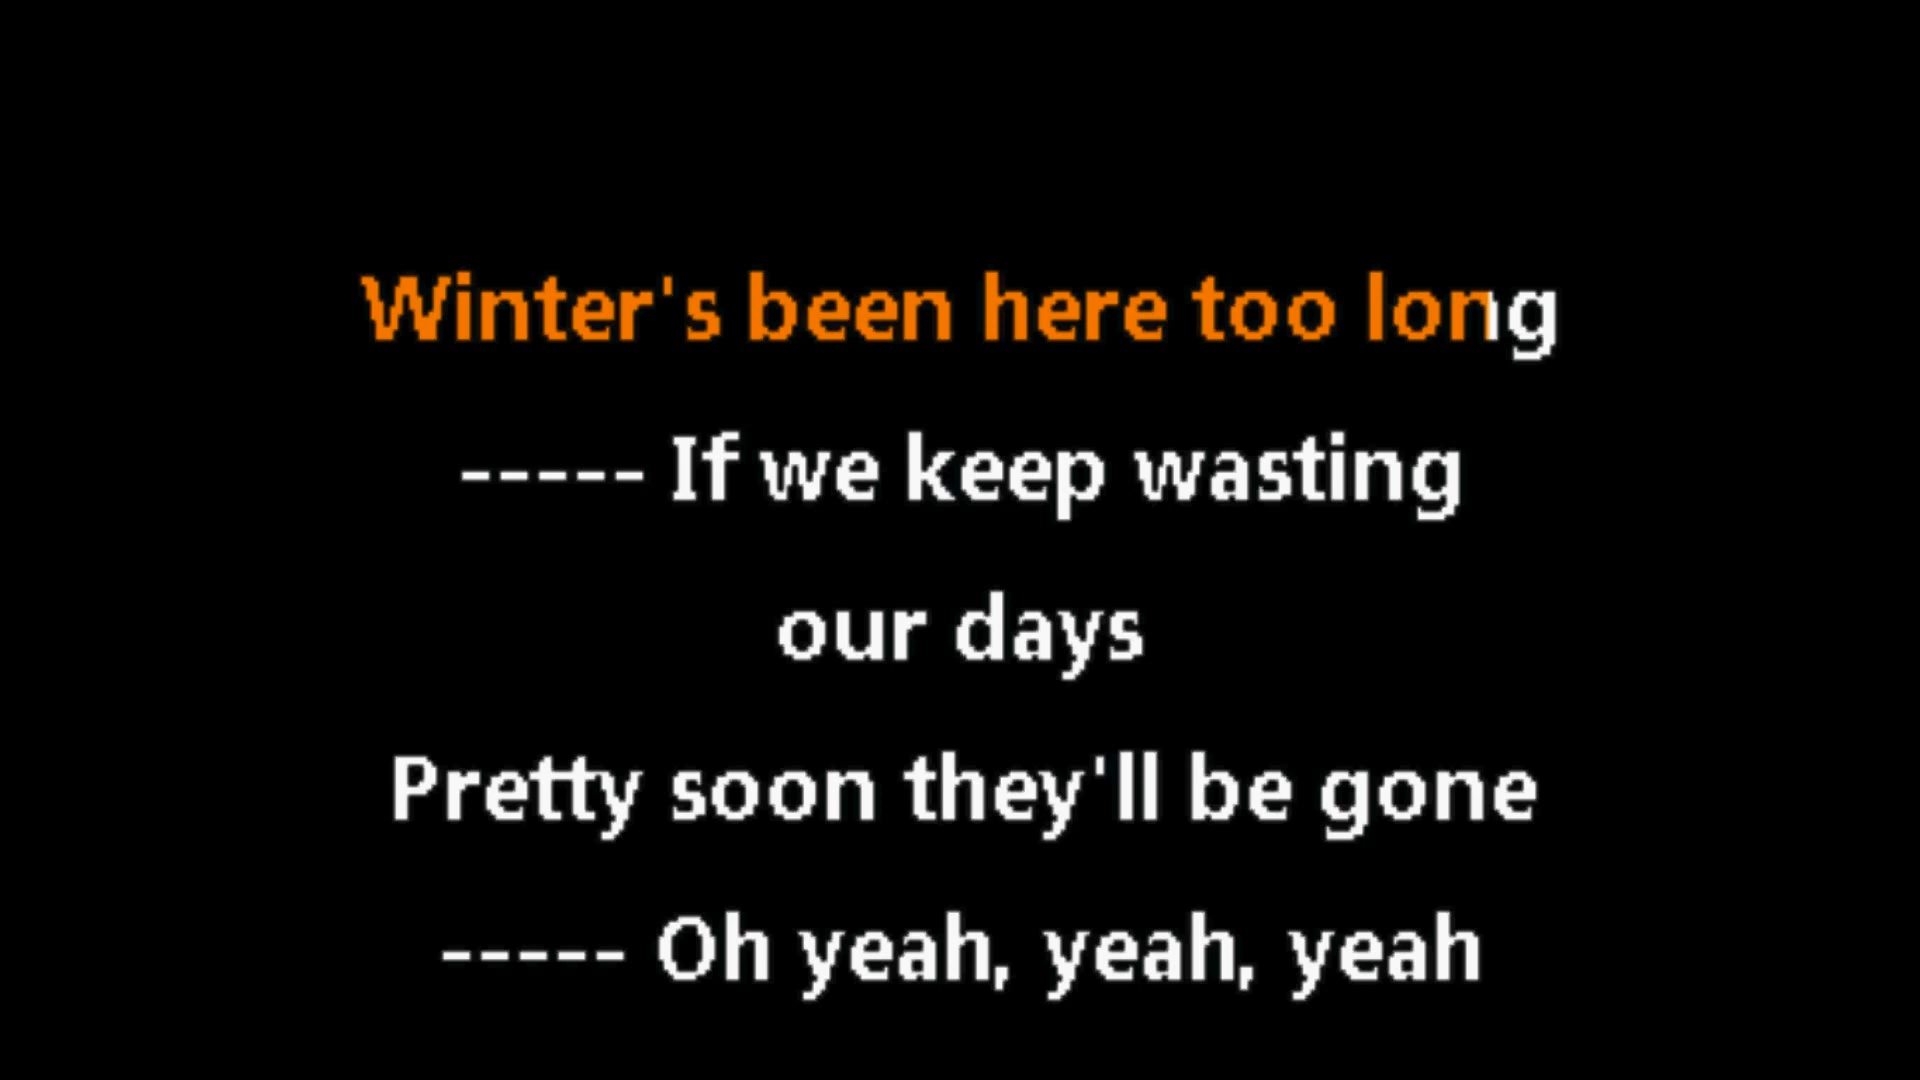 Winter's been here too long
----- If we keep wasting
our days
Pretty soon they'll be gone
----- Oh yeah, yeah, yeah